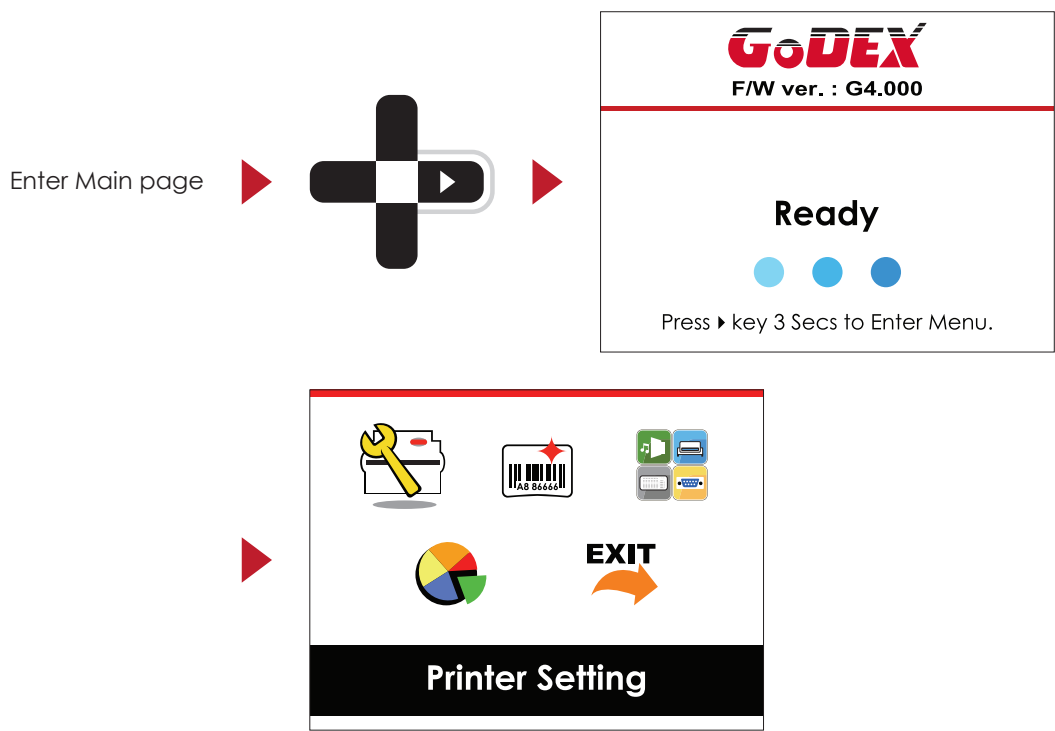 GoDEX
F/W ver. : G4.000
Enter Main page
Ready
Press key 3 Secs to Enter Menu.
A8 86666
EXIT
Printer Setting